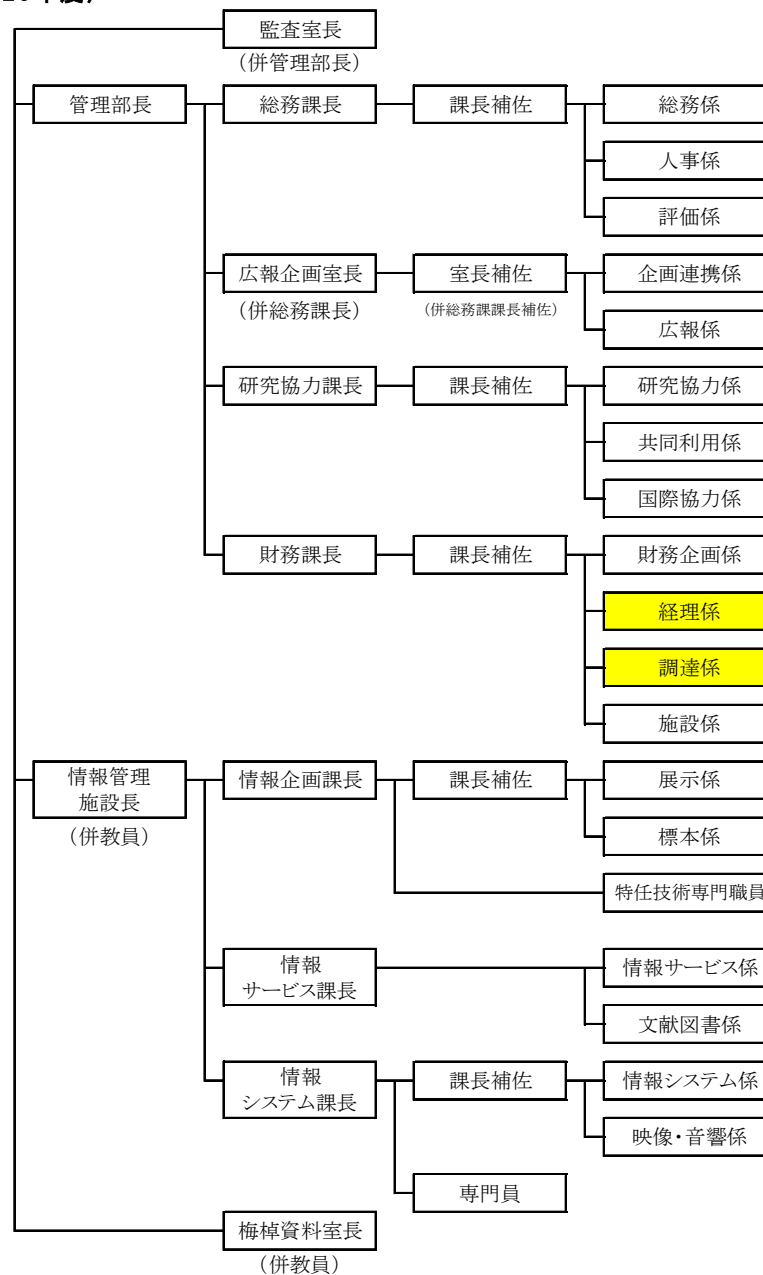 監査室長
（併管理部長）
管理部長
総務課長
課長補佐
総務係
人事係
評価係
広報企画室長
（併総務課長）
室長補佐
（併総務課課長補佐）
企画連携係
広報係
研究協力課長
課長補佐
研究協力係
共同利用係
国際協力係
財務課長
課長補佐
財務企画係
経理係
調達係
施設係
情報管理
施設長
（併教員）
情報企画課長
課長補佐
展示係
標本係
特任技術専門職員
情報
サービス課長
情報サービス係
文献図書係
情報
システム課長
課長補佐
情報システム係
映像・音響係
専門員
梅棹資料室長
（併教員）